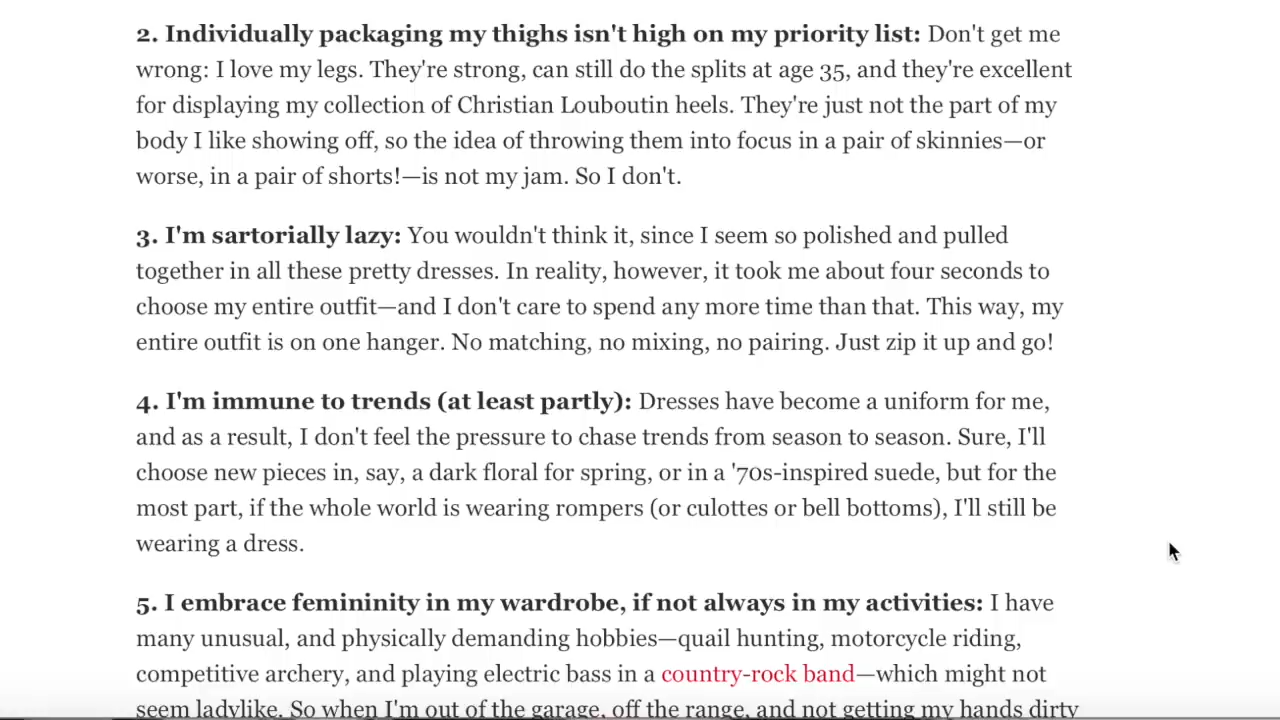 2. Individually packaging my thighs isn't high on my priority list: Don't get me
wrong: I love my legs. They're strong, can still do the splits at age 35, and they're excellent
for displaying my collection of Christian Louboutin heels. They're just not the part of my
body I like showing off, so the idea of throwing them into focus in a pair of skinnies—or
worse, in a pair of shorts!—is not my jam. So I don't.
3. I'm sartorially lazy: You wouldn't think it, since I seem so polished and pulled
together in all these pretty dresses. In reality, however, it took me about four seconds to
choose my entire outfit—and I don't care to spend any more time than that. This way, my
entire outfit is on one hanger. No matching, no mixing, no pairing. Just zip it up and go!
4. I'm immune to trends (at least partly): Dresses have become a uniform for me,
and as a result, I don't feel the pressure to chase trends from season to season. Sure, I'll
choose new pieces in, say, a dark floral for spring, or in a '70s-inspired suede, but for the
most part, if the whole world is wearing rompers (or culottes or bell bottoms), I'll still be
wearing a dress.
5. I embrace femininity in my wardrobe, if not always in my activities: I have
many unusual, and physically demanding hobbies—quail hunting, motorcycle riding,
competitive archery, and playing electric bass in a country-rock band—which might not
seem ladylike. So when I'm out of the garage, off the range, and not getting my hands dirty